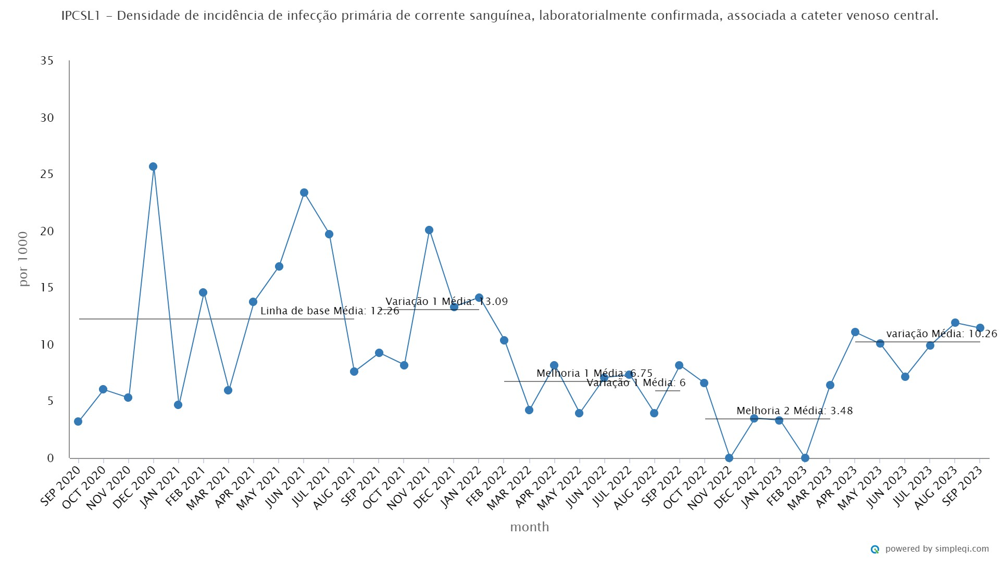 IPCSL1 – Densidade de incidência de infecção primária de corrente sanguínea, laboratorialmente confirmada, associada a cateter venoso central.
35
30
25
20
15
10
5
0
por 1000
Linha de base Média: 12.26
Variação 1 Média: 13.09
Melhoria 1 Média: 6.75
Variação 1 Média: 6
Melhoria 2 Média: 3.48
variação Média: 10.26
SEP 2020
OCT 2020
NOV 2020
DEC 2020
JAN 2021
FEB 2021
MAR 2021
APR 2021
MAY 2021
JUN 2021
JUL 2021
AUG 2021
SEP 2021
OCT 2021
NOV 2021
DEC 2021
JAN 2022
FEB 2022
MAR 2022
APR 2022
MAY 2022
JUN 2022
JUL 2022
AUG 2022
SEP 2022
OCT 2022
NOV 2022
DEC 2022
JAN 2023
FEB 2023
MAR 2023
APR 2023
MAY 2023
JUN 2023
JUL 2023
AUG 2023
SEP 2023
month
powered by simpleqi.com